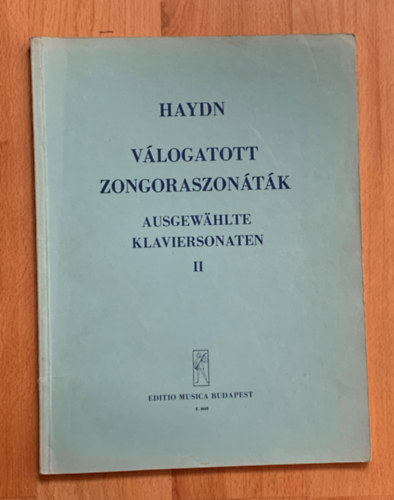 HAYDN
VÁLOGATOTT
ZONGORASZONÁTÁK
AUSGEWÄHLTE
KLAVIERSONATEN
II
EDITIO MUSICA BUDAPEST